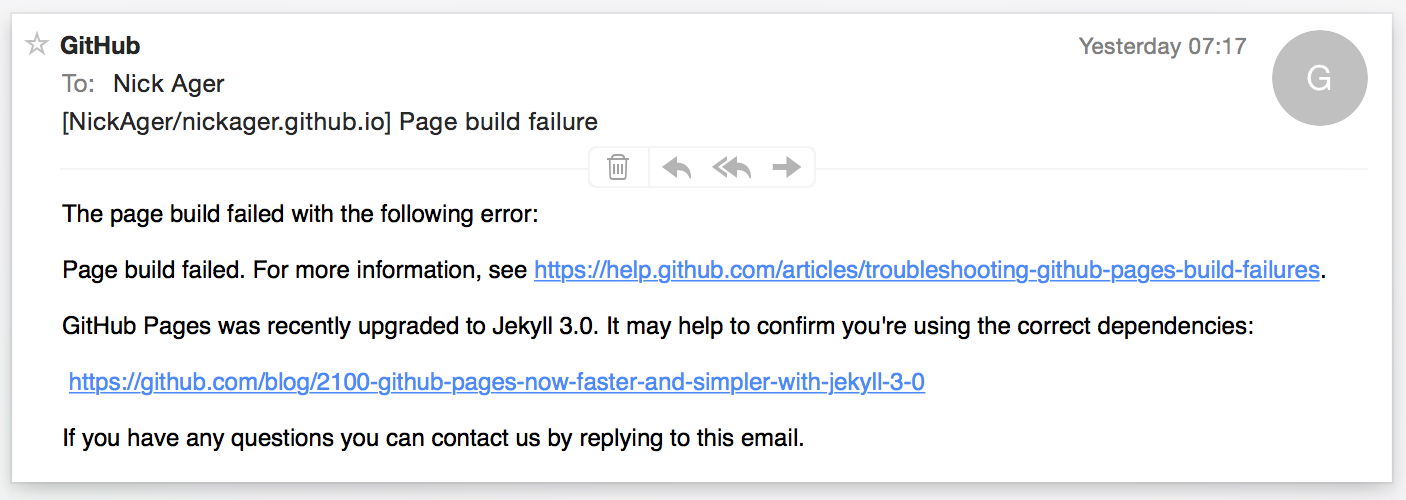 GitHub
Yesterday 07:17
G
To: Nick Ager
[NickAger/nickager.github.io] Page build failure
The page build failed with the following error:
Page build failed. For more information, see https://help.github.com/articles/troubleshooting-github-pages-build-failures.
GitHub Pages was recently upgraded to Jekyll 3.0. It may help to confirm you're using the correct dependencies:
https://github.com/blog/2100-github-pages-now-faster-and-simpler-with-jekyll-3-0
If you have any questions you can contact us by replying to this email.